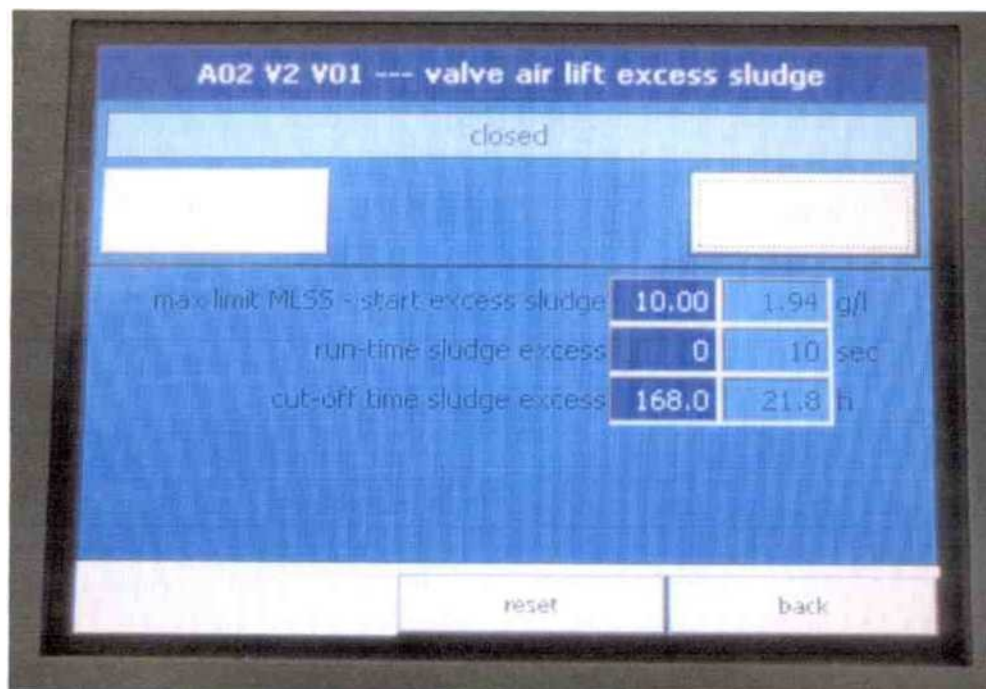 A02 V2 V01 --- valve air lift excess sludge
closed
max limit MLSS - start excess sludge 10.00 1.94 g/l
run-time sludge excess 0 10 sec
cut-off time sludge excess 168.0 21.8 h
reset back